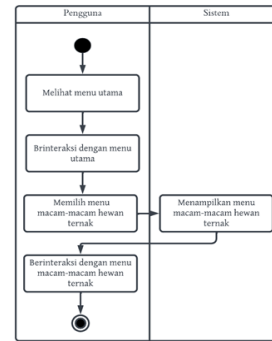 Pengguna
Sistem
Melihat menu utama
Brinteraksi dengan menu
utama
Memilih menu
macam-macam hewan
ternak
Menampilkan menu
macam-macam hewan
ternak
Berinteraksi dengan menu
macam-macam hewan
ternak